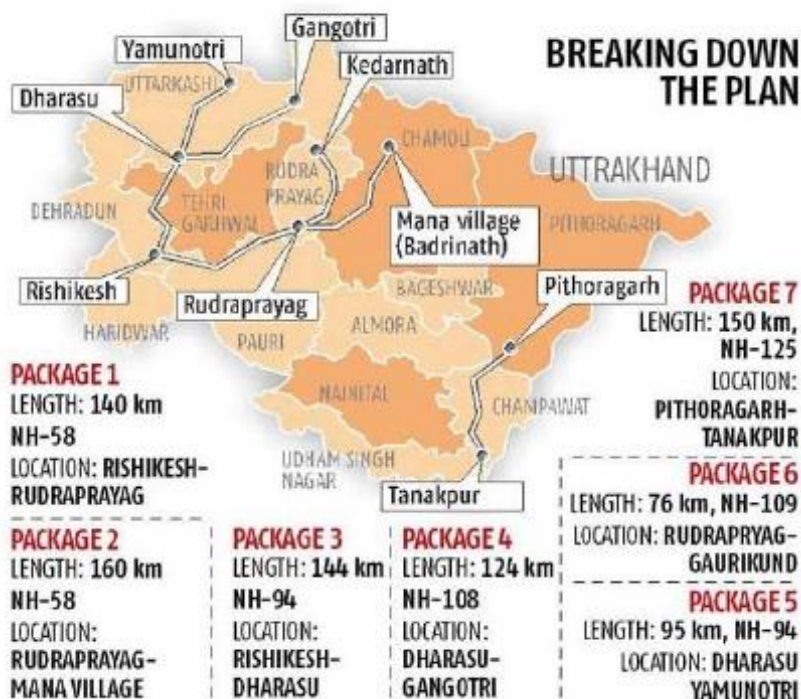 BREAKING DOWN
THE PLAN
Gangotri
Yamunotri
Kedarnath
UTTARKASHI
Dharasu
CHAMOLI
RUDRA
PRAYAG
UTTRAKHAND
TEHRI
GARHWAL
DEHRADUN
PITHORAGARH
Mana village
(Badrinath)
Rishikesh
Rudraprayag
BAGESHWAR
Pithoragarh
HARIDWAR
PAURI
ALMORA
NAINITAL
CHAMPAWAT
UDHAM SINGH
NAGAR
Tanakpur
PACKAGE 1
LENGTH: 140 km
NH-58
LOCATION: RISHIKESH-
RUDRAPRAYAG
PACKAGE 2
LENGTH: 160 km
NH-58
LOCATION:
RUDRAPRAYAG-
MANA VILLAGE
PACKAGE 3
LENGTH: 144 km
NH-94
LOCATION:
RISHIKESH-
DHARASU
PACKAGE 4
LENGTH: 124 km
NH-108
LOCATION:
DHARASU-
GANGOTRI
PACKAGE 7
LENGTH: 150 km,
NH-125
LOCATION:
PITHORAGARH-
TANAKPUR
PACKAGE 6
LENGTH: 76 km, NH-109
LOCATION: RUDRAPRYAG-
GAURIKUND
PACKAGE 5
LENGTH: 95 km, NH-94
LOCATION: DHARASU
YAMUNOTRI